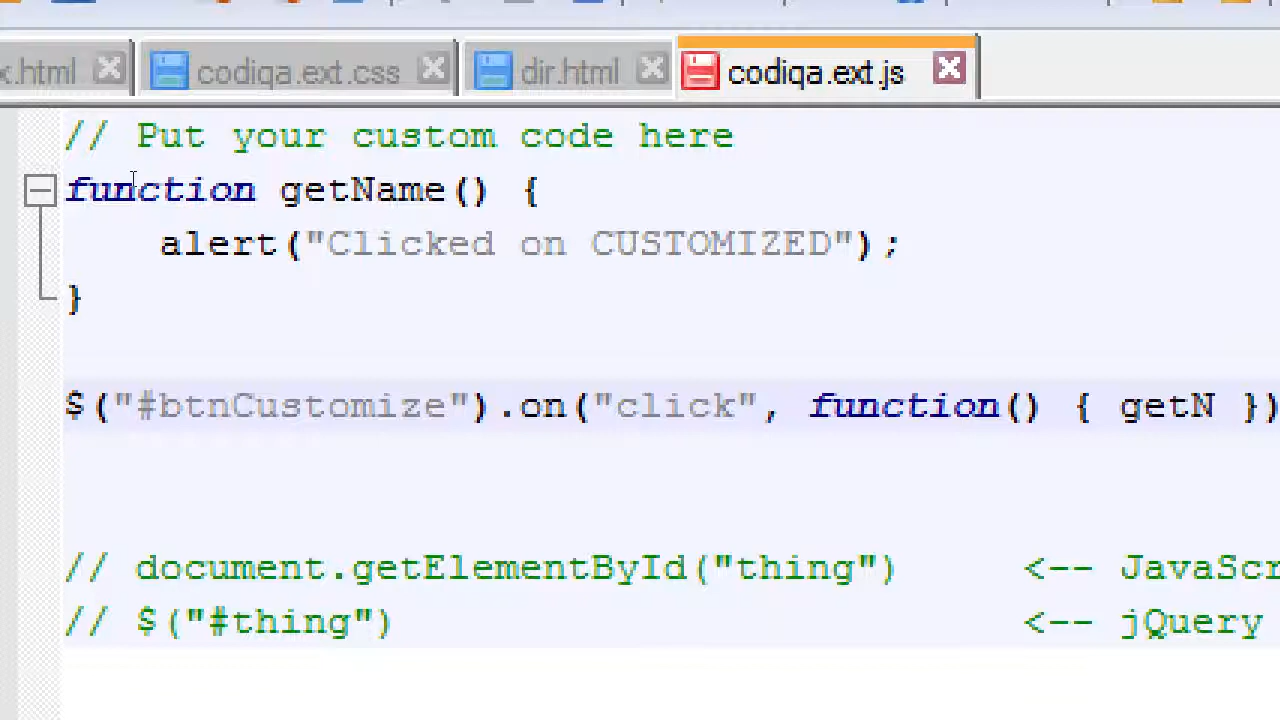 x.html codiqa.ext.css dir.html codiqa.ext.js
// Put your custom code here
function getName() {
    alert("Clicked on CUSTOMIZED");
}
$("#btnCustomize").on("click", function() { getN })
// document.getElementById("thing")      <-- JavaScr
// $("#thing")                           <-- jQuery